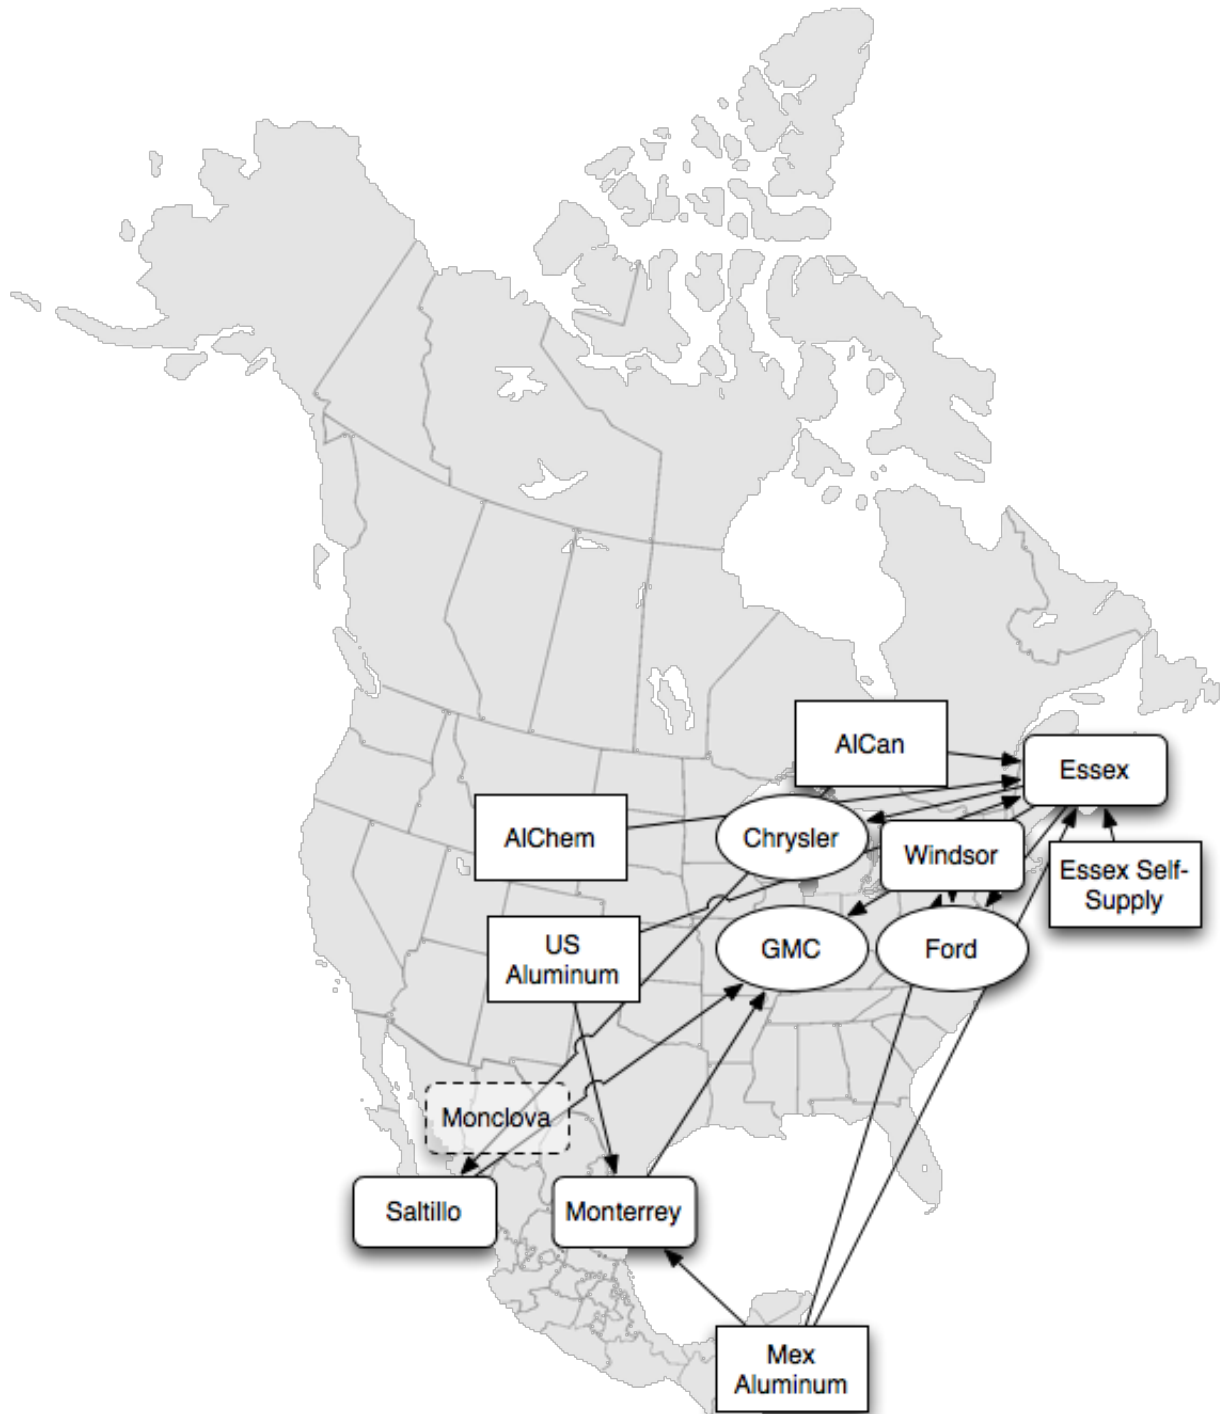 AlCan
Essex
AlChem
Chrysler
Windsor
Essex Self-
Supply
US
Aluminum
GMC
Ford
Monclova
Saltillo
Monterrey
Mex
Aluminum